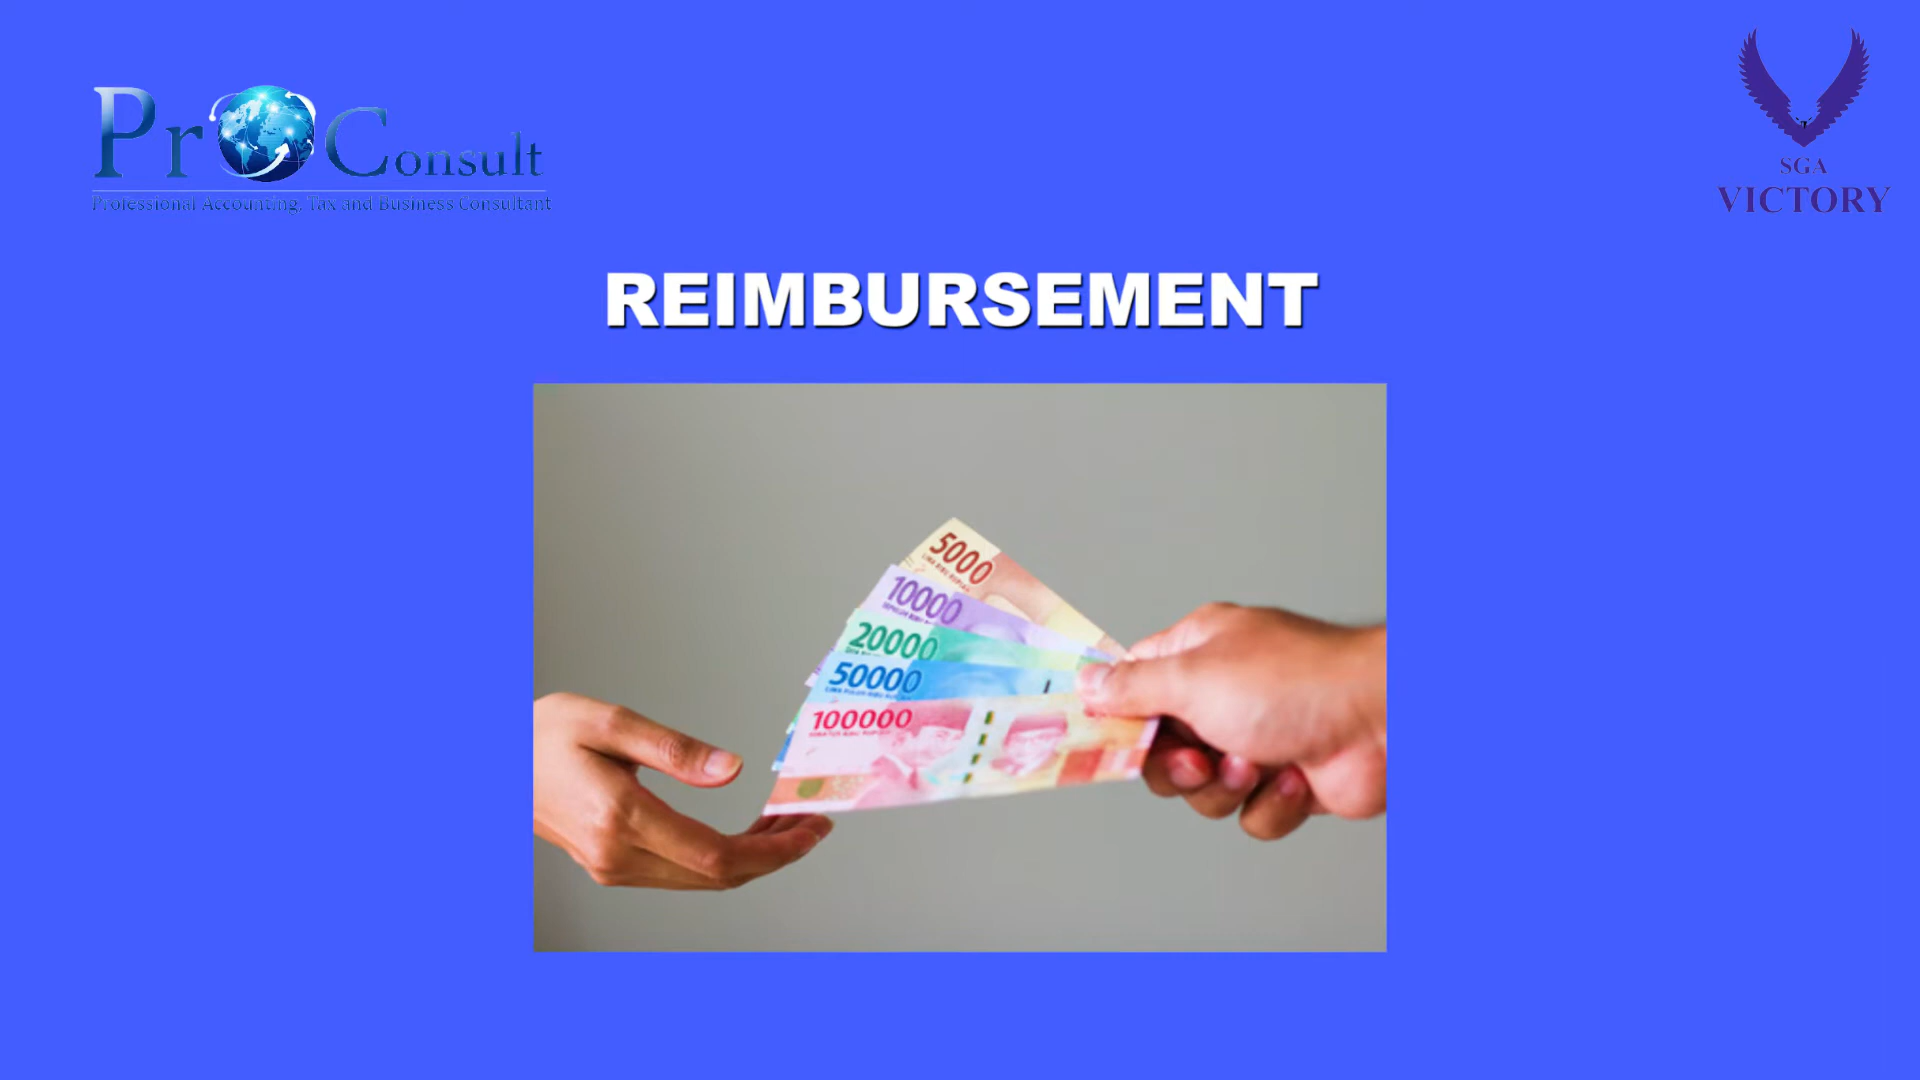 ProConsult
Professional Accounting, Tax and Business Consultant
SGA
VICTORY
REIMBURSEMENT
5000
10000
20000
50000
100000